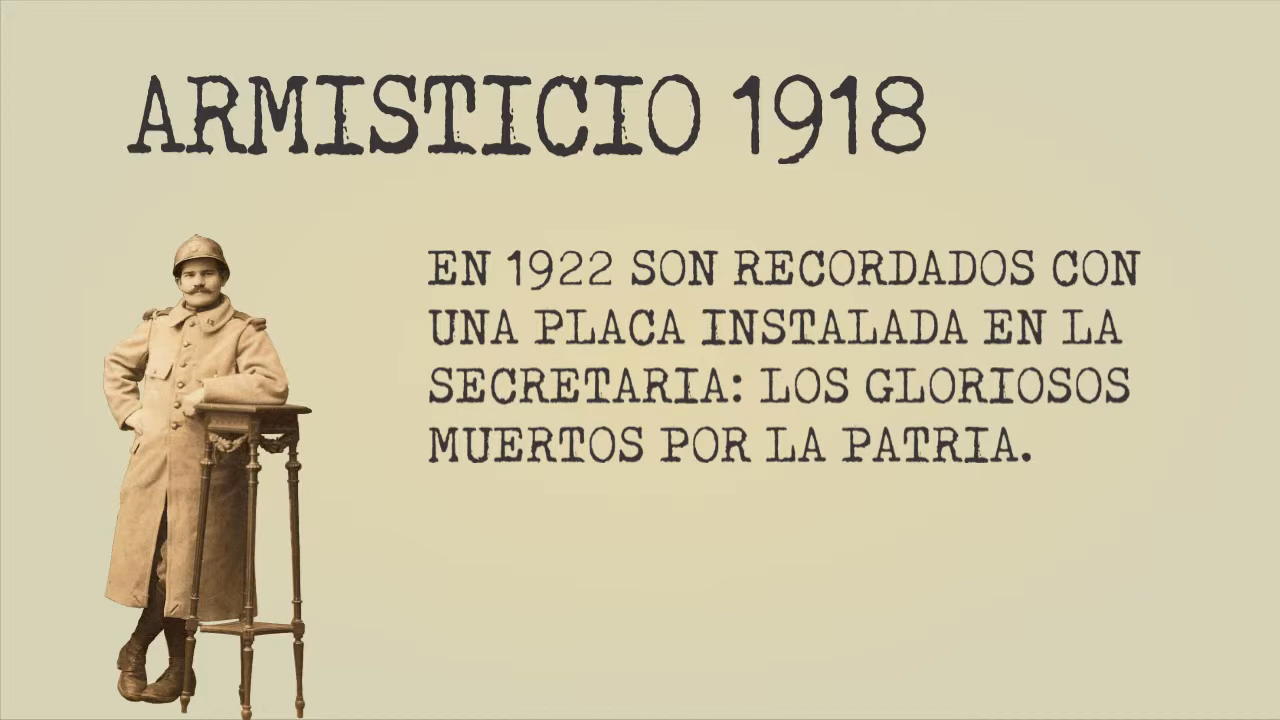 ARMISTICIO 1918
EN 1922 SON RECORDADOS CON
UNA PLACA INSTALADA EN LA
SECRETARIA: LOS GLORIOSOS
MUERTOS POR LA PATRIA.